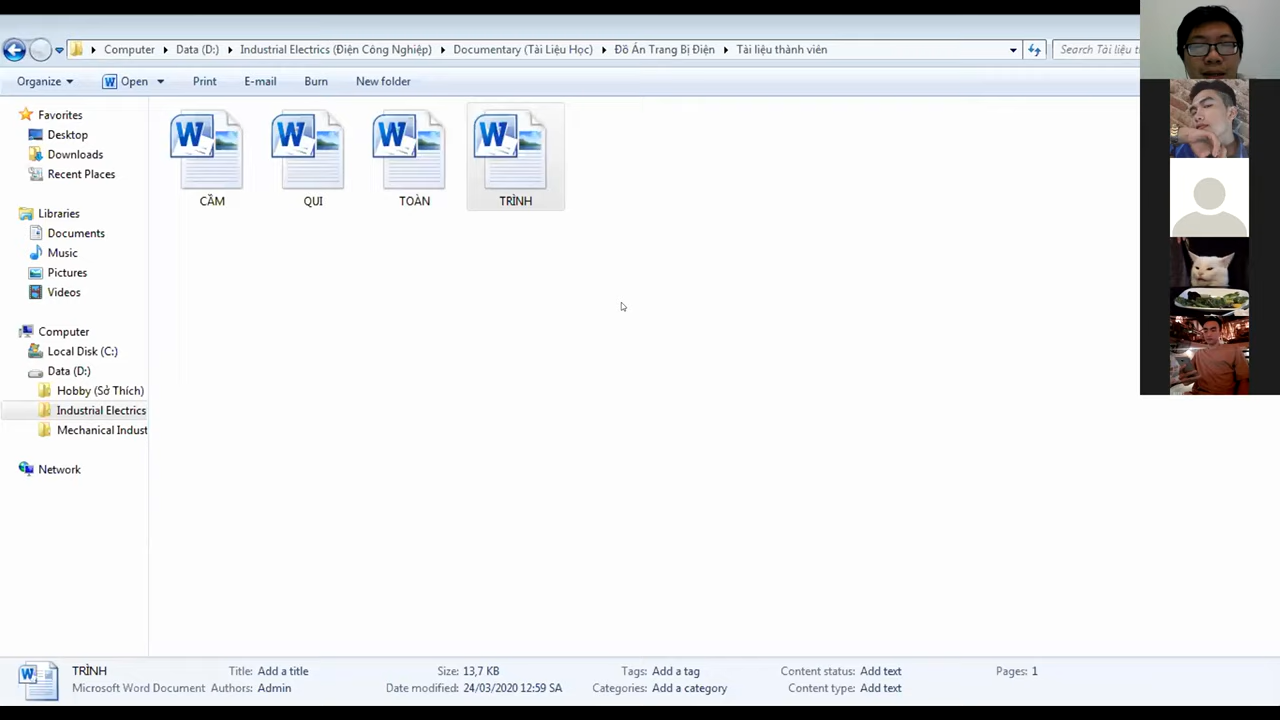 Computer
Data (D:)
Industrial Electrics (Điện Công Nghiệp)
Documentary (Tài Liệu Học)
Đồ Án Trang Bị Điện
Tài liệu thành viên
Search Tài liệu
Organize
Open
Print
E-mail
Burn
New folder
Favorites
Desktop
Downloads
Recent Places
Libraries
Documents
Music
Pictures
Videos
Computer
Local Disk (C:)
Data (D:)
Hobby (Sở Thích)
Industrial Electrics
Mechanical Indust
Network
CẦM
QUI
TOÀN
TRÌNH
TRÌNH
Microsoft Word Document
Title: Add a title
Authors: Admin
Size: 13,7 KB
Date modified: 24/03/2020 12:59 SA
Tags: Add a tag
Categories: Add a category
Content status: Add text
Content type: Add text
Pages: 1